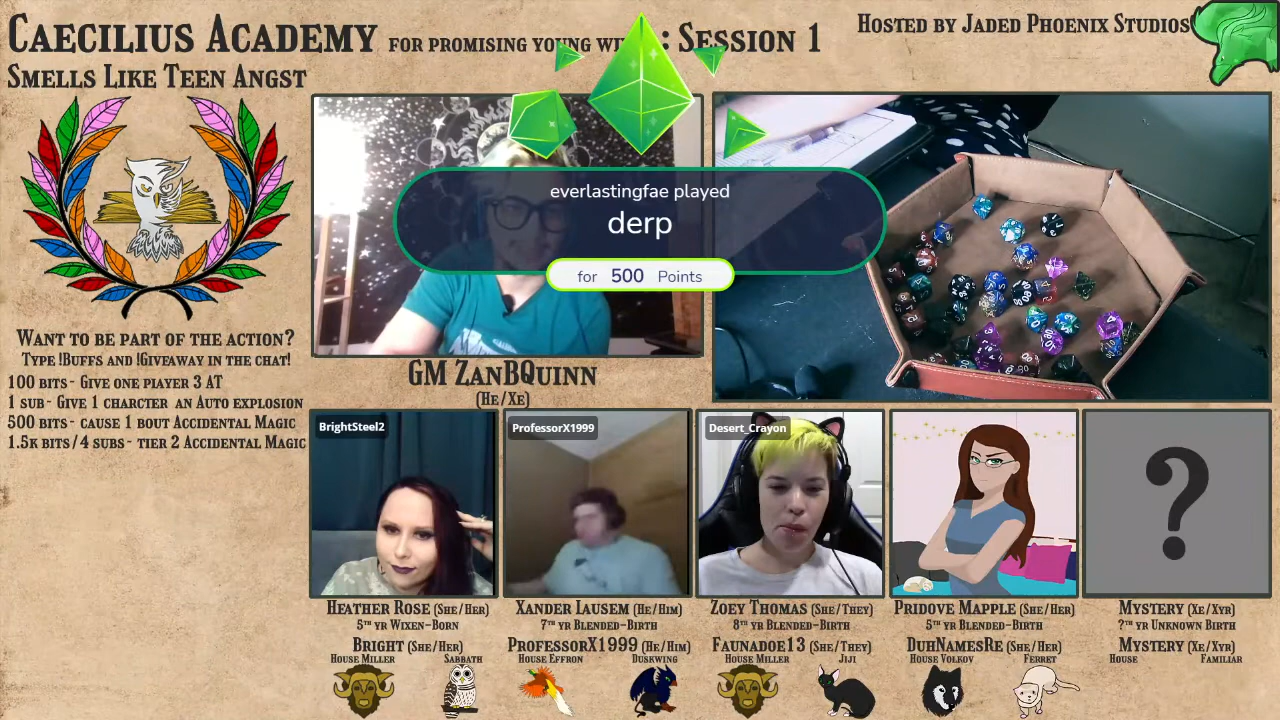 Caecilius Academy for promising young wi : Session 1
Hosted by Jaded Phoenix Studios
Smells Like Teen Angst
everlastingfae played
derp
for 500 Points
Want to be part of the action?
Type !Buffs and !Giveaway in the chat!
100 bits - Give one player 3 AT
1 sub - Give 1 charcter an Auto explosion
500 bits - cause 1 bout Accidental Magic
1.5k bits/4 subs - tier 2 Accidental Magic
GM ZanBQuinn
(He/Xe)
BrightSteel2
ProfessorX1999
Desert_Crayon
?
Heather Rose (She/Her)
5th yr Wixen-Born
Bright (She/Her)
House Miller Sabbath
Xander Lausem (He/Him)
7th yr Blended-Birth
ProfessorX1999 (He/Him)
House Effron Duskwing
Zoey Thomas (She/They)
8th yr Blended-Birth
Faunadoe13 (She/They)
House Miller Jiji
Pridove Mapple (She/Her)
5th yr Blended-Birth
DuhNamesRe (She/Her)
House Volkov Ferret
Mystery (Xe/Xyr)
?th yr Unknown Birth
Mystery (Xe/Xyr)
House Familiar